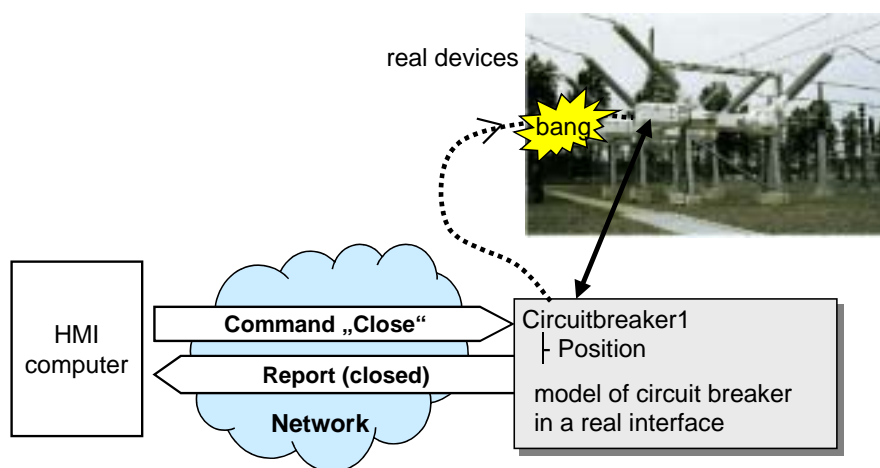 real devices
bang
HMI
computer
Command „Close“
Report (closed)
Network
Circuitbreaker1
Position
model of circuit breaker
in a real interface